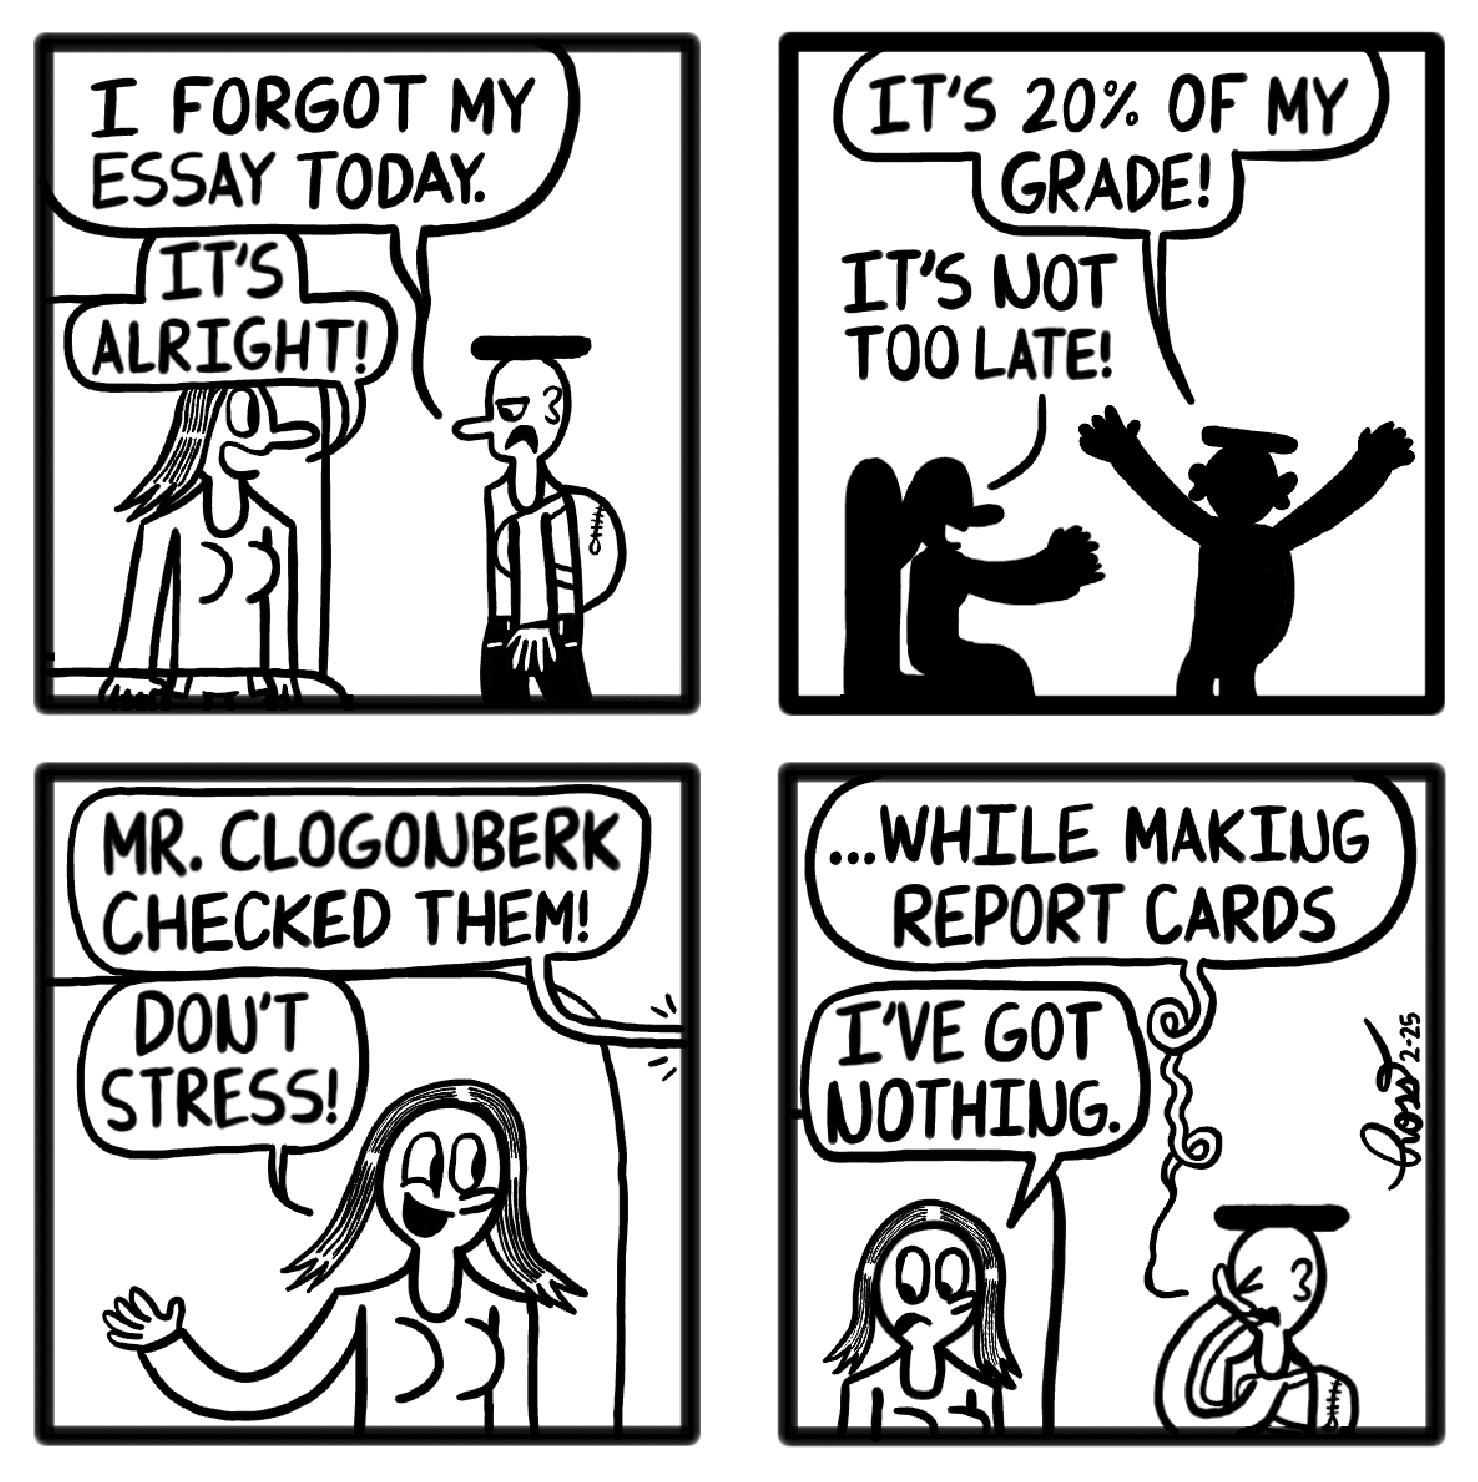 I FORGOT MY
ESSAY TODAY.
IT'S
ALRIGHT!
IT'S 20% OF MY
GRADE!
IT'S NOT
TOO LATE!
MR. CLOGONBERK
CHECKED THEM!
DON'T
STRESS!
...WHILE MAKING
REPORT CARDS
I'VE GOT
NOTHING.
2-25